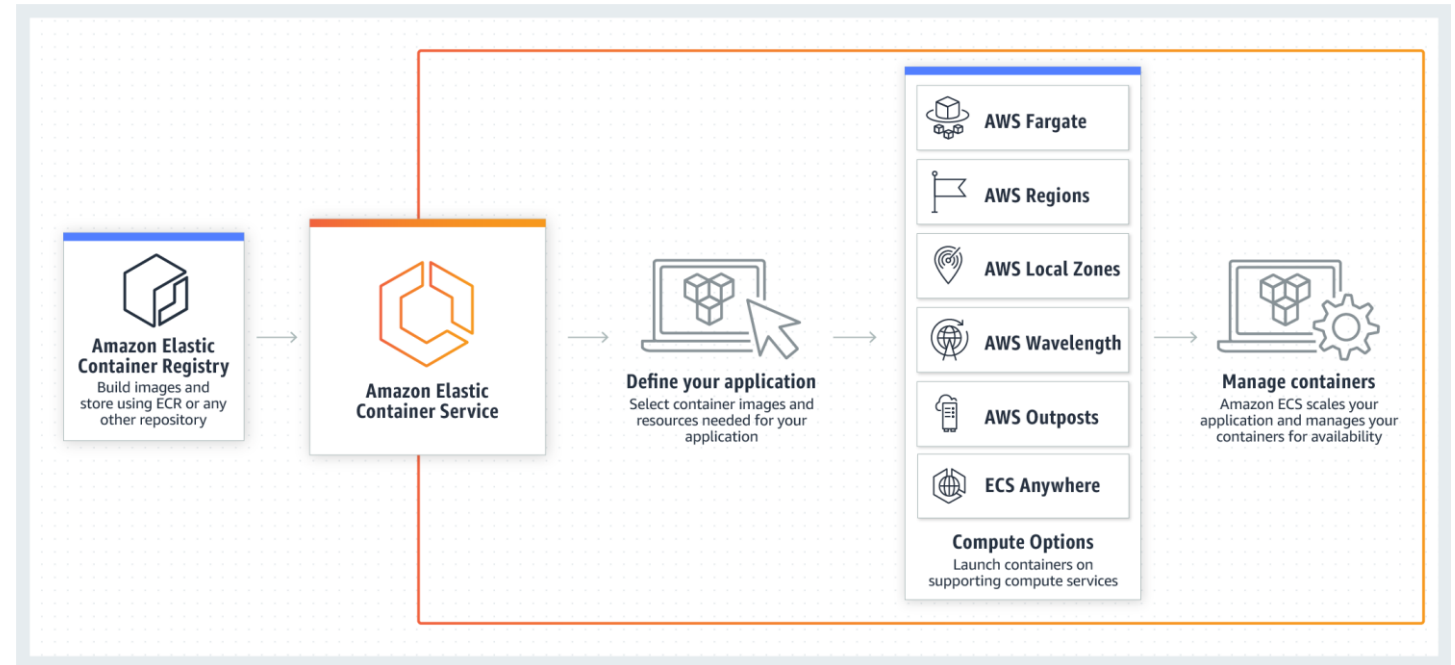 Amazon Elastic
Container Registry
Build images and
store using ECR or any
other repository
Amazon Elastic
Container Service
Define your application
Select container images and
resources needed for your
application
AWS Fargate
AWS Regions
AWS Local Zones
AWS Wavelength
AWS Outposts
ECS Anywhere
Compute Options
Launch containers on
supporting compute services
Manage containers
Amazon ECS scales your
application and manages your
containers for availability